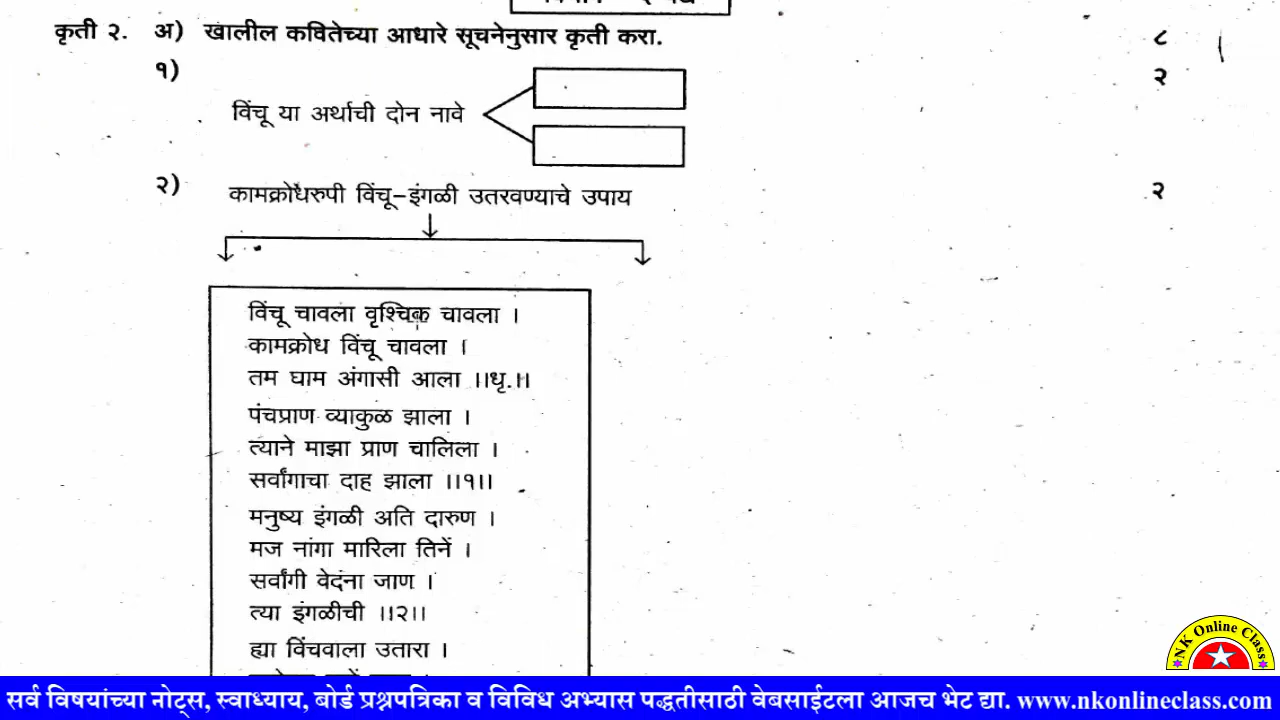 कृती २. अ) खालील कवितेच्या आधारे सूचनेनुसार कृती करा. ८
१) २
विंचू या अर्थाची दोन नावे
२) कामक्रोधरुपी विंचू-इंगळी उतरवण्याचे उपाय २
विंचू चावला वृश्चिक चावला ।
कामक्रोध विंचू चावला ।
तम घाम अंगासी आला ।।धृ.।।
पंचप्राण व्याकुळ झाला ।
त्याने माझा प्राण चालिला ।
सर्वांगाचा दाह झाला ।।१।।
मनुष्य इंगळी अति दारुण ।
मज नांगा मारिला तिनें ।
सर्वांगी वेदना जाण ।
त्या इंगळीची ।।२।।
ह्या विंचवाला उतारा ।
NK Online Class
सर्व विषयांच्या नोट्स, स्वाध्याय, बोर्ड प्रश्नपत्रिका व विविध अभ्यास पद्धतीसाठी वेबसाईटला आजच भेट द्या. www.nkonlineclass.com